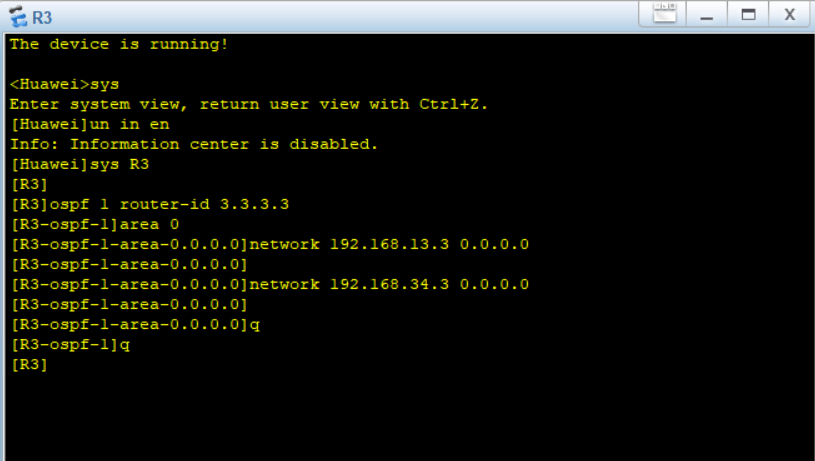 R3
The device is running!
<Huawei>sys
Enter system view, return user view with Ctrl+Z.
[Huawei]un in en
Info: Information center is disabled.
[Huawei]sys R3
[R3]
[R3]ospf 1 router-id 3.3.3.3
[R3-ospf-1]area 0
[R3-ospf-1-area-0.0.0.0]network 192.168.13.3 0.0.0.0
[R3-ospf-1-area-0.0.0.0]
[R3-ospf-1-area-0.0.0.0]network 192.168.34.3 0.0.0.0
[R3-ospf-1-area-0.0.0.0]
[R3-ospf-1-area-0.0.0.0]q
[R3-ospf-1]q
[R3]